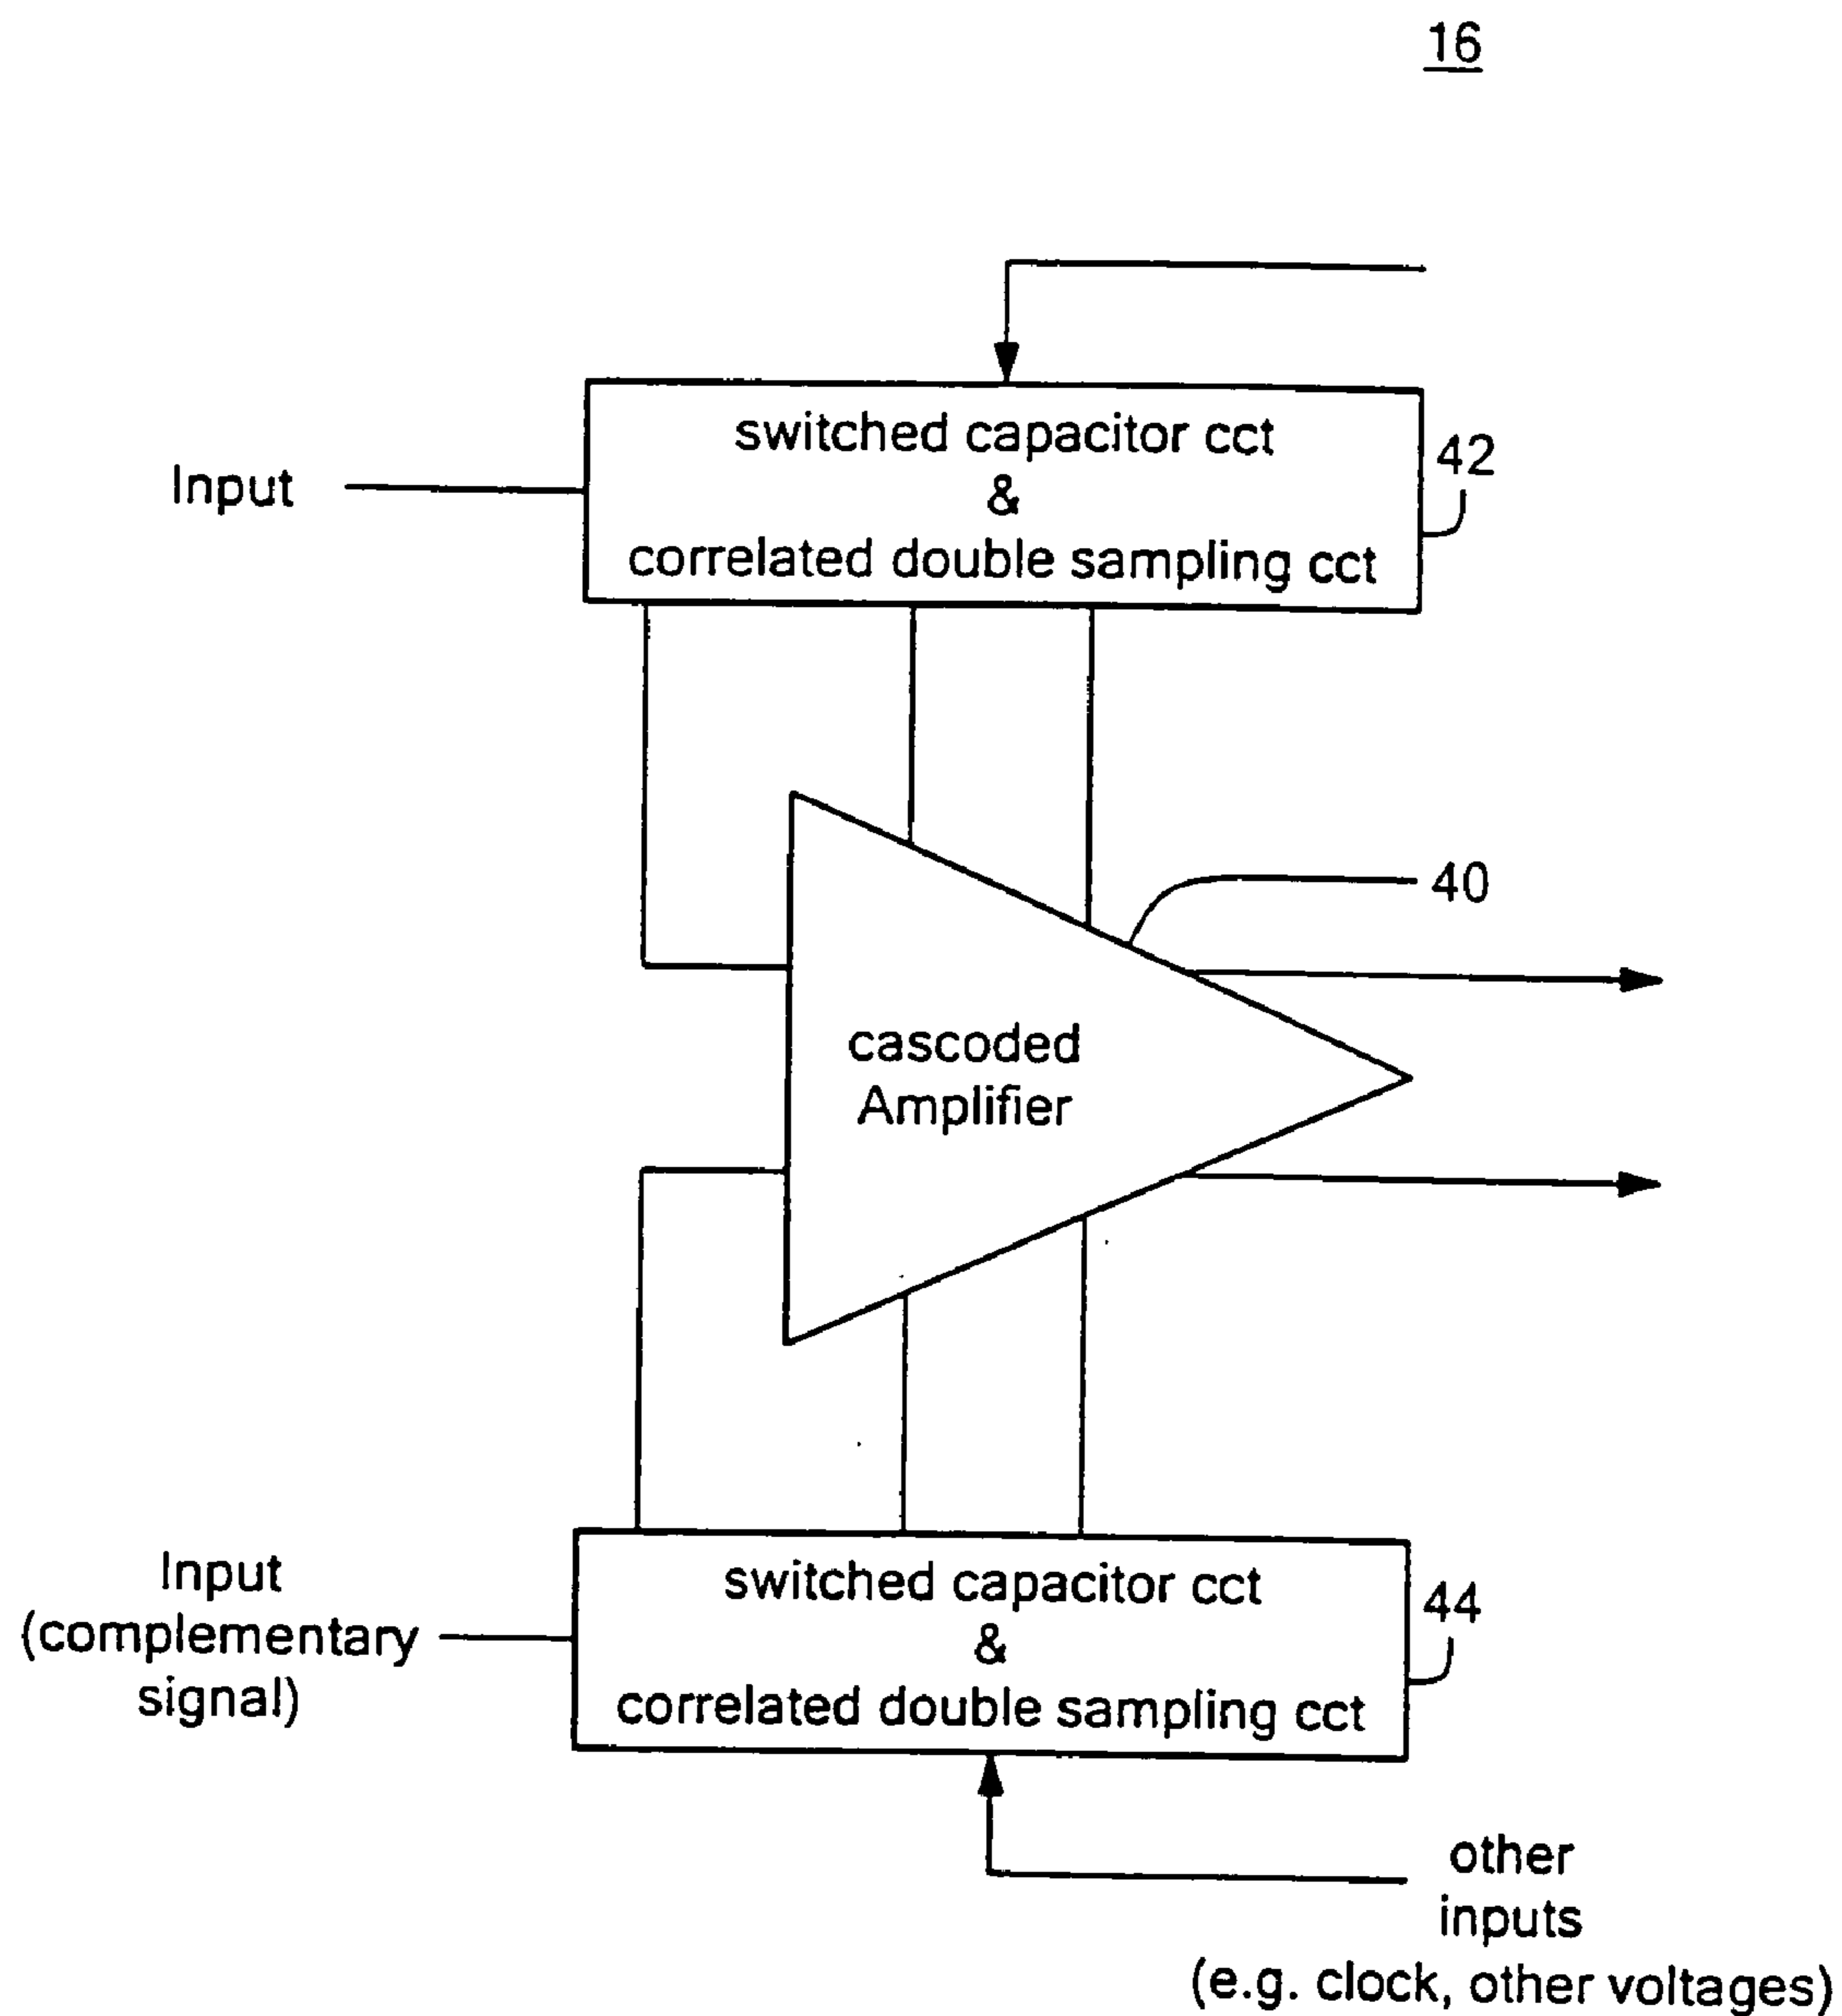 16
switched capacitor cct
&
correlated double sampling cct
42
Input
40
cascoded
Amplifier
Input
(complementary
signal)
switched capacitor cct
&
correlated double sampling cct
44
other
inputs
(e.g. clock, other voltages)